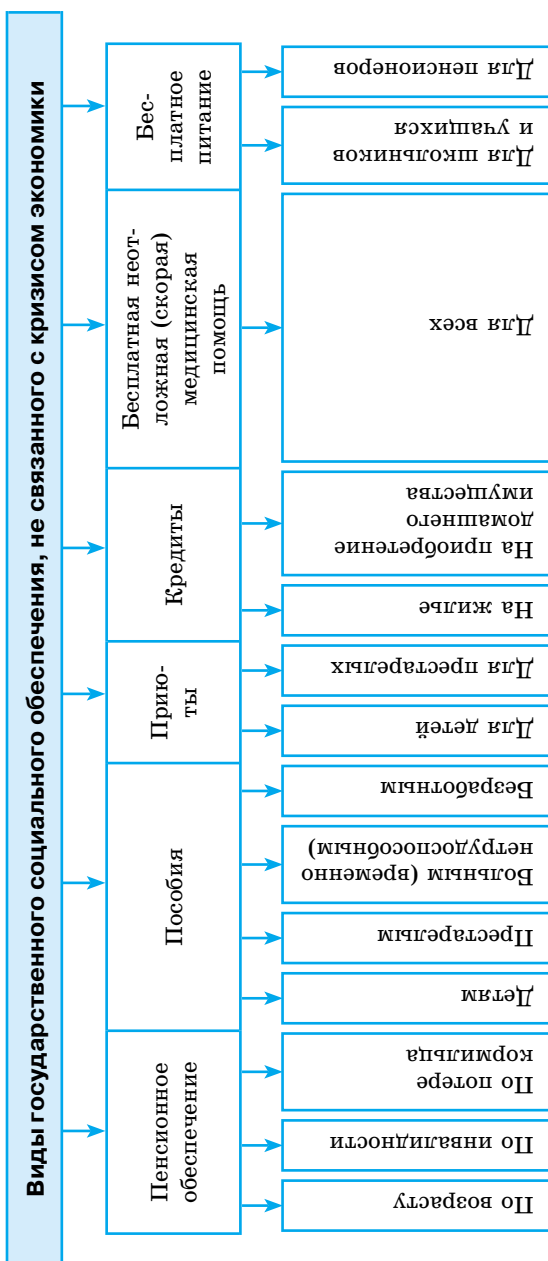 Виды государственного социального обеспечения, не связанного с кризисом экономики
Пенсионное
обеспечение
Пособия
Прию-
ты
Кредиты
Бесплатная неот-
ложная (скорая)
медицинская
помощь
Бес-
платное
питание
По возрасту
По инвалидности
По потере
кормильца
Детям
Престарелым
Больным (временно
нетрудоспособным)
Безработным
Для детей
Для престарелых
На жилье
На приобретение
домашнего
имущества
Для всех
Для школьников
и учащихся
Для пенсионеров